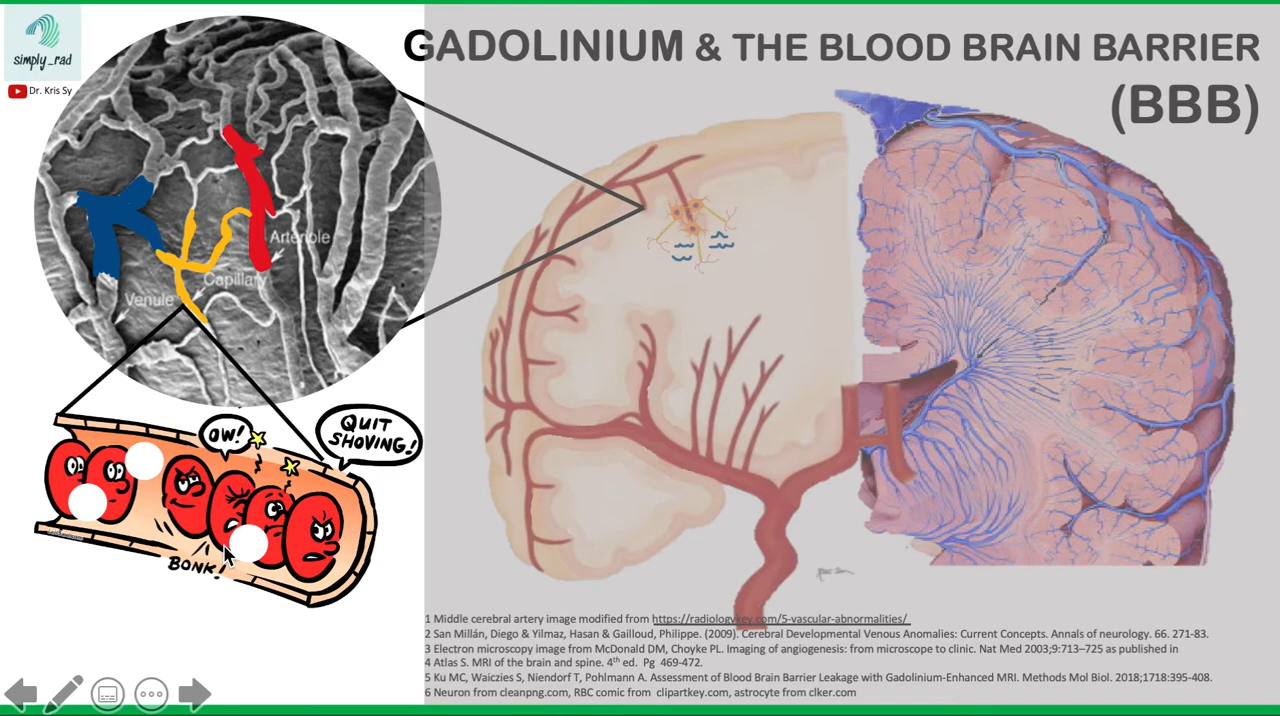 simply_rad
Dr. Kris Sy
GADOLINIUM & THE BLOOD BRAIN BARRIER
(BBB)
Arteriole
Capillary
Venule
OW!
QUIT
SHOVING!
BONK!
1 Middle cerebral artery image modified from https://radiologykey.com/5-vascular-abnormalities/
2 San Millán, Diego & Yilmaz, Hasan & Gailloud, Philippe. (2009). Cerebral Developmental Venous Anomalies: Current Concepts. Annals of neurology. 66. 271-83.
3 Electron microscopy image from McDonald DM, Choyke PL. Imaging of angiogenesis: from microscope to clinic. Nat Med 2003;9:713–725 as published in
4 Atlas S. MRI of the brain and spine. 4th ed. Pg 469-472.
5 Ku MC, Waiczies S, Niendorf T, Pohlmann A. Assessment of Blood Brain Barrier Leakage with Gadolinium-Enhanced MRI. Methods Mol Biol. 2018;1718:395-408.
6 Neuron from cleanpng.com, RBC comic from clipartkey.com, astrocyte from clker.com